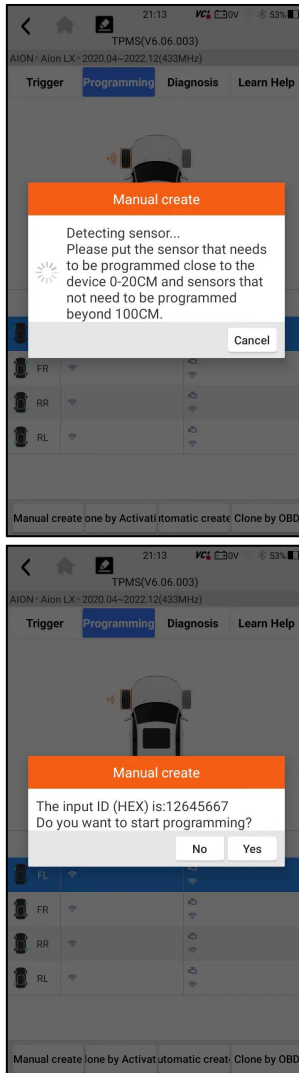 21:13 VCI 0V 53%
TPMS(V6.06.003)
AION>Aion LX>2020.04~2022.12(433MHz)
Trigger Programming Diagnosis Learn Help
Manual create
Detecting sensor...
Please put the sensor that needs
to be programmed close to the
device 0-20CM and sensors that
not need to be programmed
beyond 100CM.
Cancel
FR
RR
RL
Manual create one by Activati tomatic create Clone by OBD
21:13 VCI 0V 53%
TPMS(V6.06.003)
AION>Aion LX>2020.04~2022.12(433MHz)
Trigger Programming Diagnosis Learn Help
Manual create
The input ID (HEX) is:12645667
Do you want to start programming?
No Yes
FL
FR
RR
RL
Manual create lone by Activat utomatic creat Clone by OBD